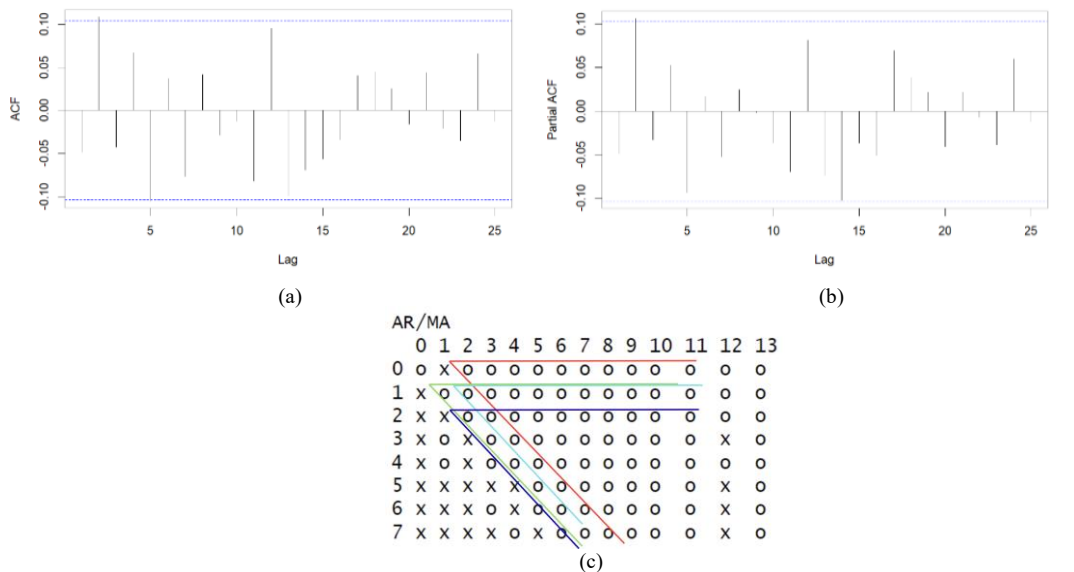 ACF
0.10
0.05
0.00
-0.05
-0.10
5 10 15 20 25
Lag
(a)
Partial ACF
0.10
0.05
0.00
-0.05
-0.10
5 10 15 20 25
Lag
(b)
AR/MA
0 1 2 3 4 5 6 7 8 9 10 11 12 13
0 o x o o o o o o o o o o o o
1 x o o o o o o o o o o o o o
2 x x o o o o o o o o o o o o
3 x o x o o o o o o o o o x o
4 x o x o o o o o o o o o o o
5 x x x x x o o o o o o o x o
6 x x x o x o o o o o o o x o
7 x x x x o x o o o o o o x o
(c)